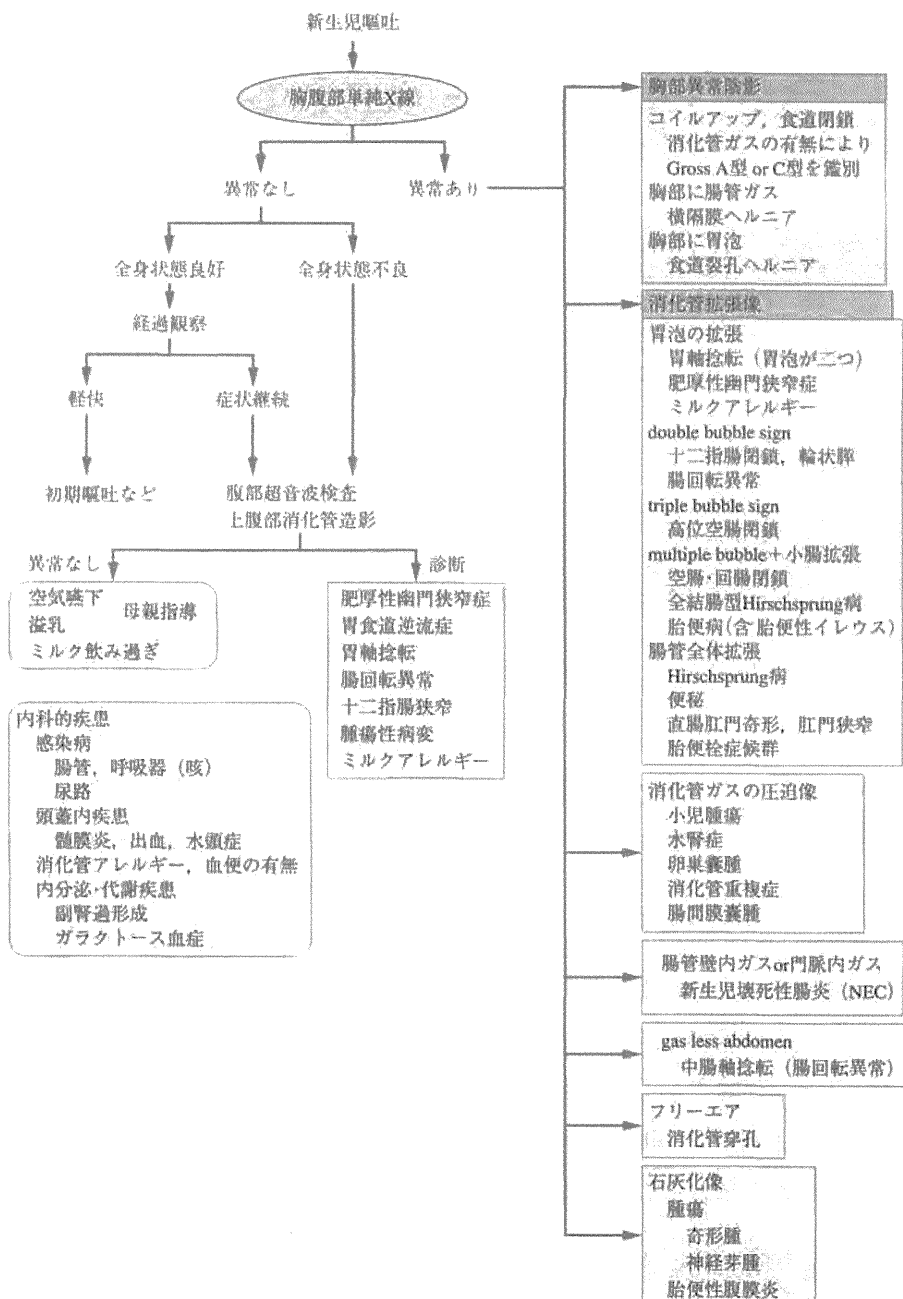 新生児嘔吐
胸腹部単純X線
異常なし
異常あり
全身状態良好
全身状態不良
経過観察
軽快
症状継続
初期嘔吐など
腹部超音波検査
上腹部消化管造影
異常なし
診断
空気嚥下
溢乳
母親指導
ミルク飲み過ぎ
肥厚性幽門狭窄症
胃食道逆流症
胃軸捻転
腸回転異常
十二指腸狭窄
腫瘍性病変
ミルクアレルギー
内科的疾患
感染病
腸管，呼吸器（咳）
尿路
頭蓋内疾患
髄膜炎，出血，水頭症
消化管アレルギー，血便の有無
内分泌・代謝疾患
副腎過形成
ガラクトース血症
胸部異常陰影
コイルアップ，食道閉鎖
消化管ガスの有無により
Gross A型 or C型を鑑別
胸部に腸管ガス
横隔膜ヘルニア
胸部に胃泡
食道裂孔ヘルニア
消化管拡張像
胃泡の拡張
胃軸捻転（胃泡が二つ）
肥厚性幽門狭窄症
ミルクアレルギー
double bubble sign
十二指腸閉鎖，輪状膵
腸回転異常
triple bubble sign
高位空腸閉鎖
multiple bubble＋小腸拡張
空腸・回腸閉鎖
全結腸型Hirschsprung病
胎便病(含 胎便性イレウス)
腸管全体拡張
Hirschsprung病
便秘
直腸肛門奇形，肛門狭窄
胎便栓症候群
消化管ガスの圧迫像
小児腫瘍
水腎症
卵巣嚢腫
消化管重複症
腸間膜嚢腫
腸管壁内ガスor門脈内ガス
新生児壊死性腸炎（NEC）
gas less abdomen
中腸軸捻転（腸回転異常）
フリーエア
消化管穿孔
石灰化像
腫瘍
奇形腫
神経芽腫
胎便性腹膜炎